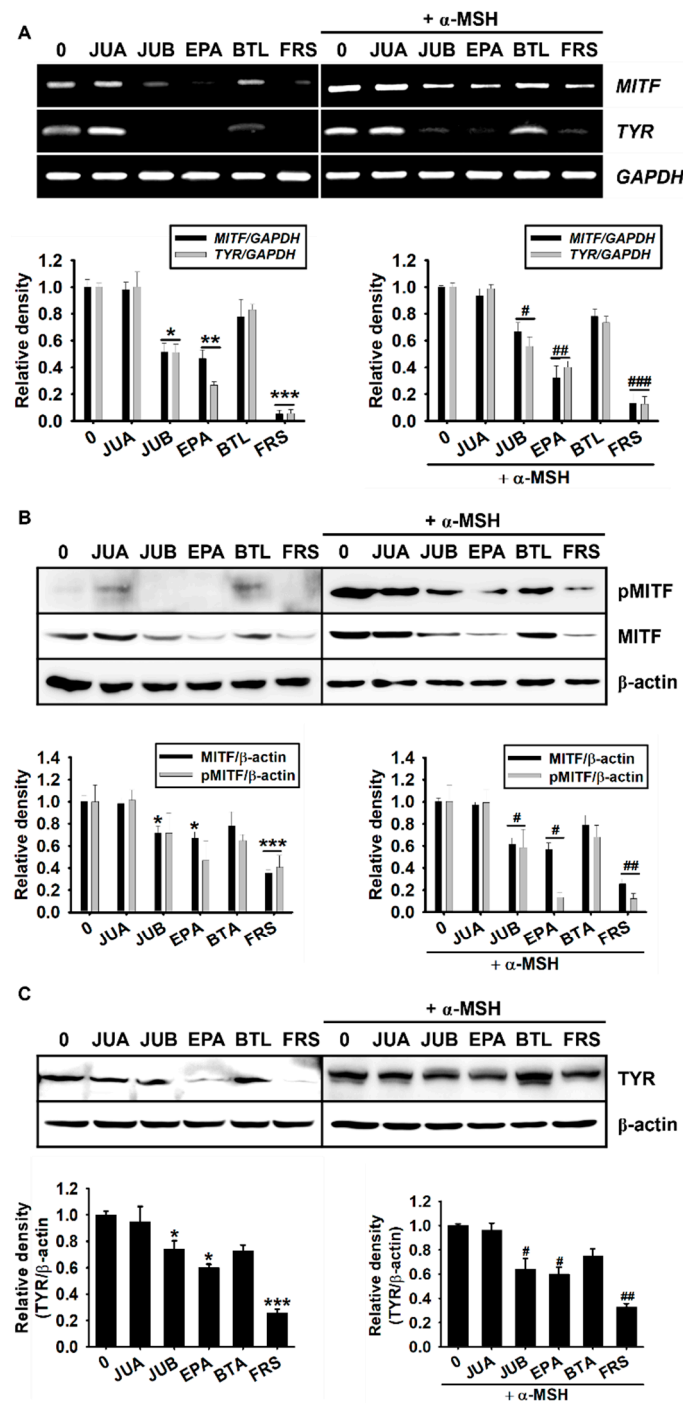 A
+ α-MSH
0 JUA JUB EPA BTL FRS 0 JUA JUB EPA BTL FRS
MITF
TYR
GAPDH
MITF/GAPDH
TYR/GAPDH
Relative density
1.2
1.0
0.8
0.6
0.4
0.2
0.0
* ** ***
0 JUA JUB EPA BTL FRS
MITF/GAPDH
TYR/GAPDH
Relative density
1.2
1.0
0.8
0.6
0.4
0.2
0.0
# ## ###
0 JUA JUB EPA BTL FRS
+ α-MSH
B
+ α-MSH
0 JUA JUB EPA BTL FRS 0 JUA JUB EPA BTL FRS
pMITF
MITF
β-actin
MITF/β-actin
pMITF/β-actin
Relative density
1.4
1.2
1.0
0.8
0.6
0.4
0.2
0.0
* * ***
0 JUA JUB EPA BTA FRS
MITF/β-actin
pMITF/β-actin
Relative density
1.4
1.2
1.0
0.8
0.6
0.4
0.2
0.0
# # ##
0 JUA JUB EPA BTA FRS
+ α-MSH
C
+ α-MSH
0 JUA JUB EPA BTL FRS 0 JUA JUB EPA BTL FRS
TYR
β-actin
Relative density
(TYR/β-actin
1.2
1.0
0.8
0.6
0.4
0.2
0.0
* * ***
0 JUA JUB EPA BTA FRS
Relative density
(TYR/β-actin)
1.2
1.0
0.8
0.6
0.4
0.2
0.0
# # ##
0 JUA JUB EPA BTA FRS
+ α-MSH